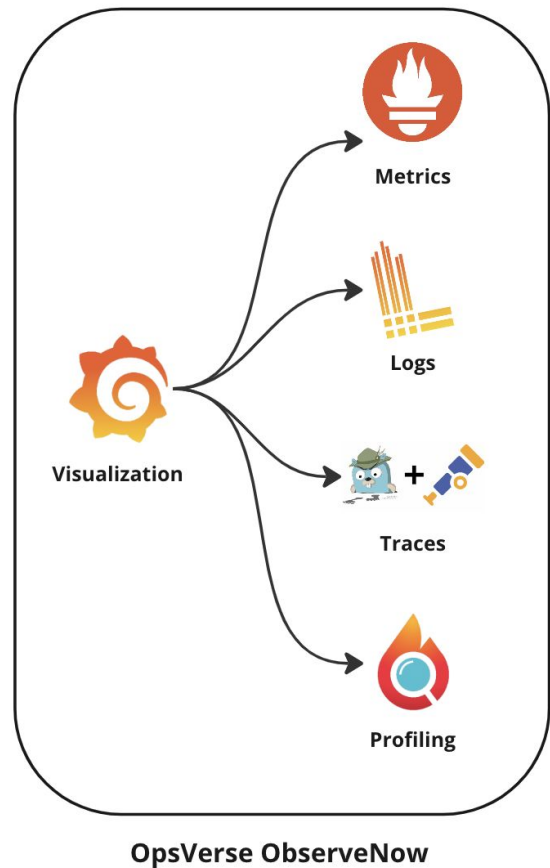 Metrics
Logs
Visualization
+
Traces
Profiling
OpsVerse ObserveNow